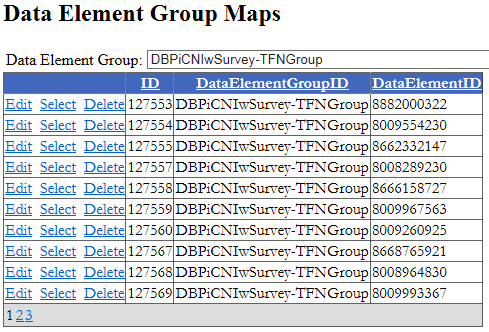 Data Element Group Maps
Data Element Group: DBPiCNIwSurvey-TFNGroup
ID DataElementGroupID DataElementID
Edit Select Delete 127553 DBPiCNIwSurvey-TFNGroup 8882000322
Edit Select Delete 127554 DBPiCNIwSurvey-TFNGroup 8009554230
Edit Select Delete 127555 DBPiCNIwSurvey-TFNGroup 8662332147
Edit Select Delete 127557 DBPiCNIwSurvey-TFNGroup 8008289230
Edit Select Delete 127558 DBPiCNIwSurvey-TFNGroup 8666158727
Edit Select Delete 127559 DBPiCNIwSurvey-TFNGroup 8009967563
Edit Select Delete 127560 DBPiCNIwSurvey-TFNGroup 8009260925
Edit Select Delete 127567 DBPiCNIwSurvey-TFNGroup 8668765921
Edit Select Delete 127568 DBPiCNIwSurvey-TFNGroup 8008964830
Edit Select Delete 127569 DBPiCNIwSurvey-TFNGroup 8009993367
1 2 3